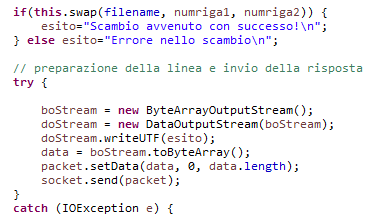 if(this.swap(filename, numriga1, numriga2)) {
esito="Scambio avvenuto con successo!\n";
} else esito="Errore nello scambio\n";
// preparazione della linea e invio della risposta
try {
boStream = new ByteArrayOutputStream();
doStream = new DataOutputStream(boStream);
doStream.writeUTF(esito);
data = boStream.toByteArray();
packet.setData(data, 0, data.length);
socket.send(packet);
}
catch (IOException e) {